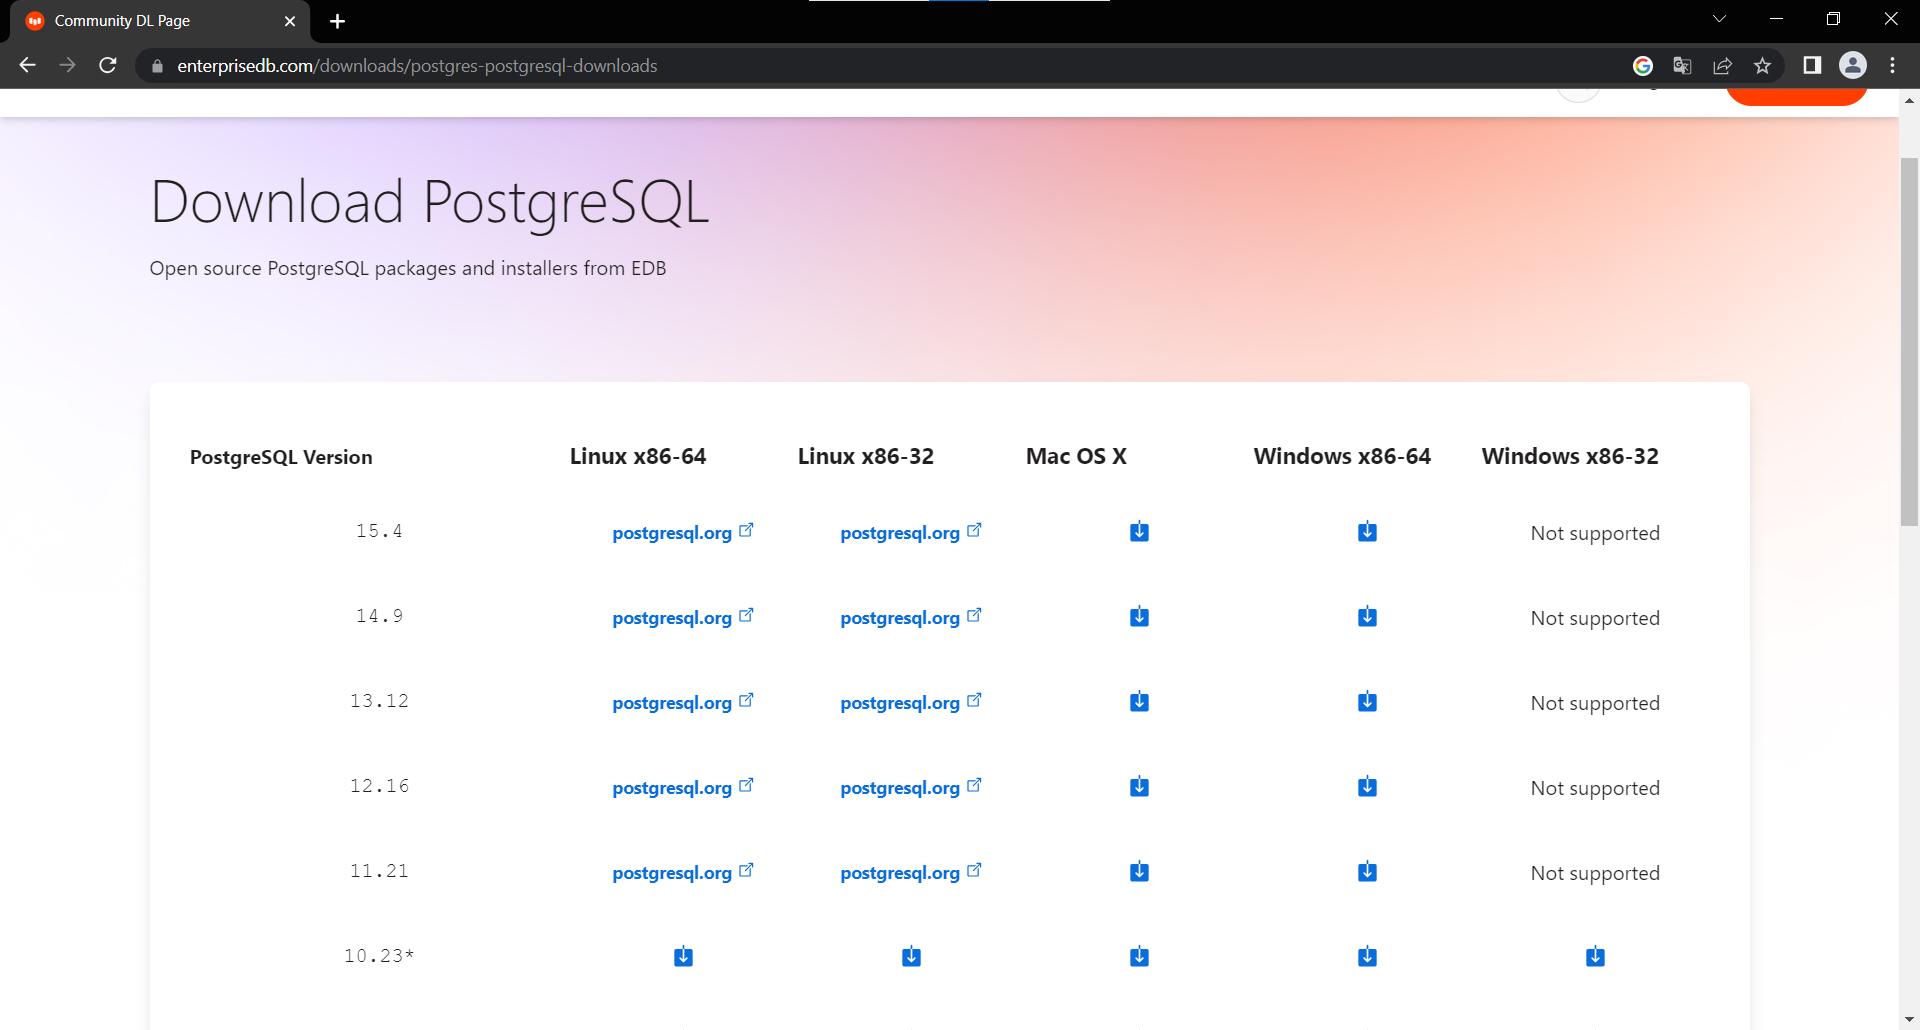 Community DL Page
enterprisedb.com/downloads/postgres-postgresql-downloads
Download PostgreSQL
Open source PostgreSQL packages and installers from EDB
PostgreSQL Version Linux x86-64 Linux x86-32 Mac OS X Windows x86-64 Windows x86-32
15.4 postgresql.org postgresql.org Not supported
14.9 postgresql.org postgresql.org Not supported
13.12 postgresql.org postgresql.org Not supported
12.16 postgresql.org postgresql.org Not supported
11.21 postgresql.org postgresql.org Not supported
10.23*